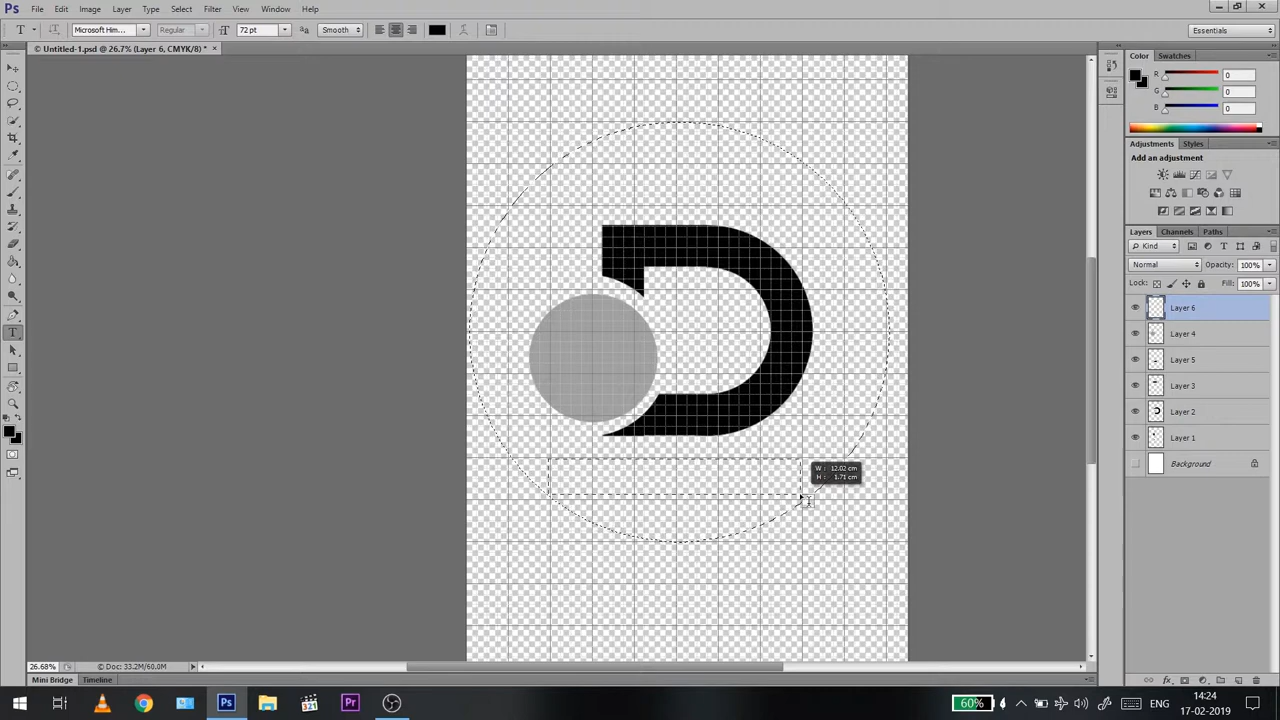 Ps File Edit Image Layer Type Select Filter View Window Help
T Microsoft Him... Regular 72 pt Smooth Essentials
© Untitled-1.psd @ 26.7% (Layer 6, CMYK/8) * ×
Color Swatches
R 0
G 0
B 0
Adjustments Styles
Add an adjustment
Layers Channels Paths
Kind
Normal Opacity: 100%
Lock: Fill: 100%
Layer 6
Layer 4
Layer 5
Layer 3
Layer 2
Layer 1
Background
W : 12.02 cm
H : 1.71 cm
26.68% Doc: 33.2M/60.0M
Mini Bridge Timeline
Ps 321 Pr 60% ENG 14:24
17-02-2019